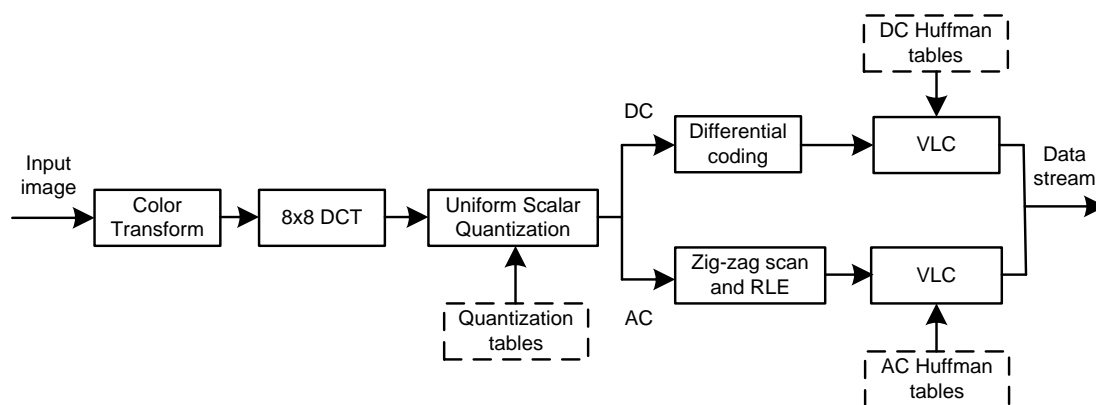 Input
image
Color
Transform
8x8 DCT
Uniform Scalar
Quantization
Quantization
tables
DC
Differential
coding
DC Huffman
tables
VLC
AC
Zig-zag scan
and RLE
VLC
AC Huffman
tables
Data
stream